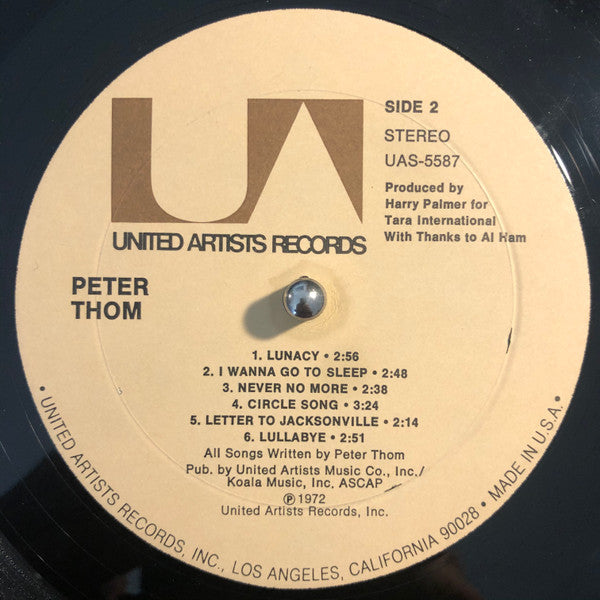 UA
UNITED ARTISTS RECORDS
SIDE 2
STEREO
UAS-5587
Produced by
Harry Palmer for
Tara International
With Thanks to Al Ham
PETER
THOM
1. LUNACY • 2:56
2. I WANNA GO TO SLEEP • 2:48
3. NEVER NO MORE • 2:38
4. CIRCLE SONG • 3:24
5. LETTER TO JACKSONVILLE • 2:14
6. LULLABYE • 2:51
All Songs Written by Peter Thom
Pub. by United Artists Music Co., Inc./
Koala Music, Inc. ASCAP
℗ 1972
United Artists Records, Inc.
• UNITED ARTISTS RECORDS, INC., LOS ANGELES, CALIFORNIA 90028 • MADE IN U.S.A. •